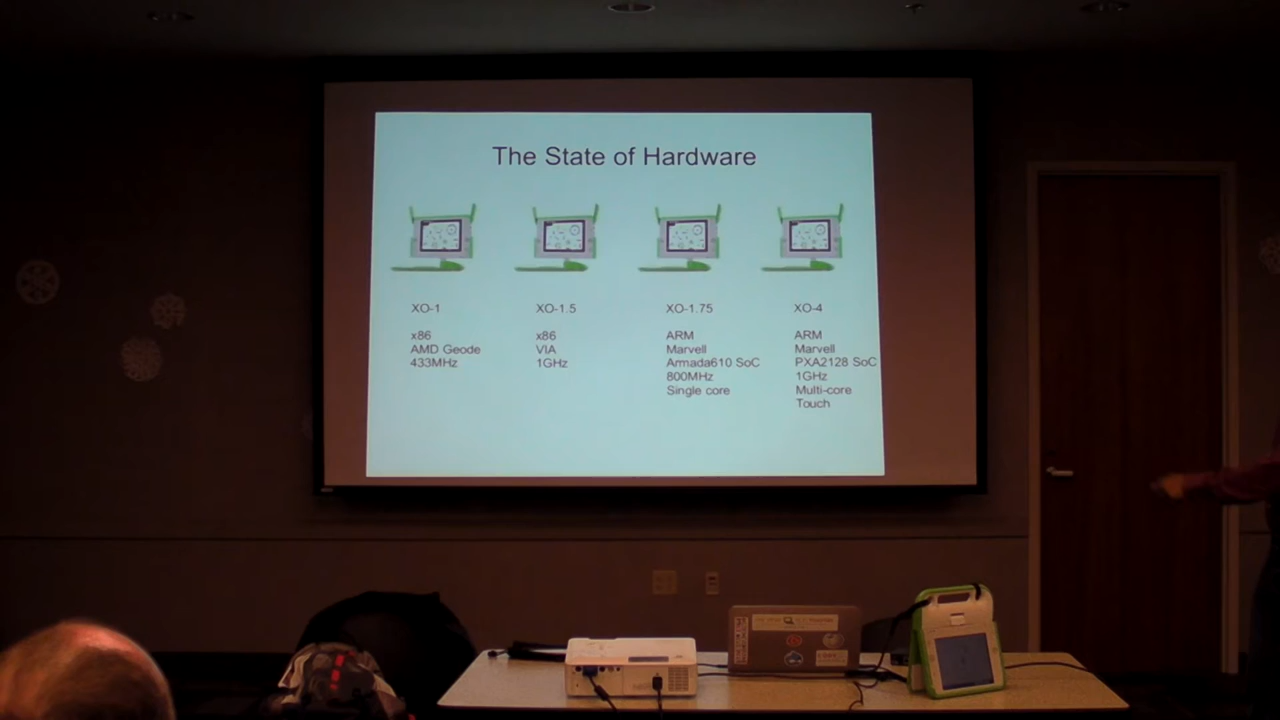 The State of Hardware
XO-1
x86
AMD Geode
433MHz
XO-1.5
x86
VIA
1GHz
XO-1.75
ARM
Marvell
Armada610 SoC
800MHz
Single core
XO-4
ARM
Marvell
PXA2128 SoC
1GHz
Multi-core
Touch